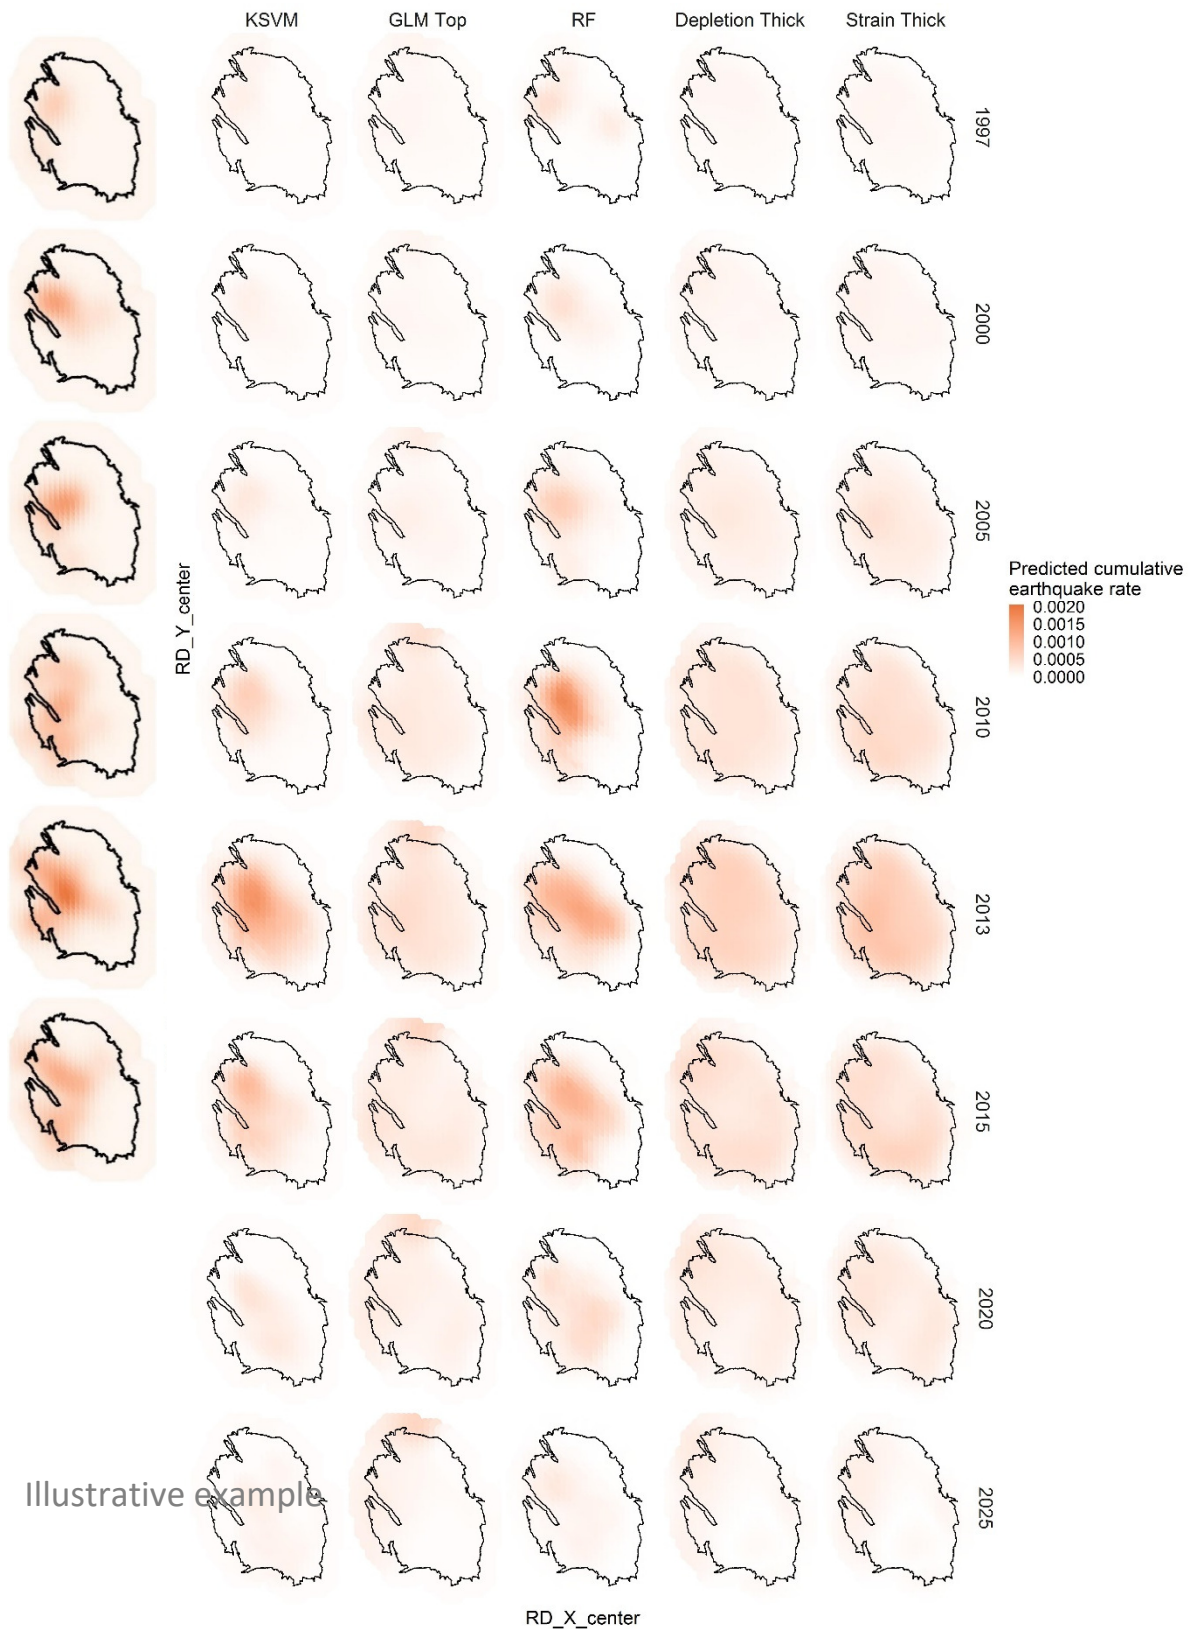 KSVM
GLM Top
RF
Depletion Thick
Strain Thick
1997
2000
2005
2010
2013
2015
2020
2025
RD_Y_center
Predicted cumulative
earthquake rate
0.0020
0.0015
0.0010
0.0005
0.0000
Illustrative example
RD_X_center